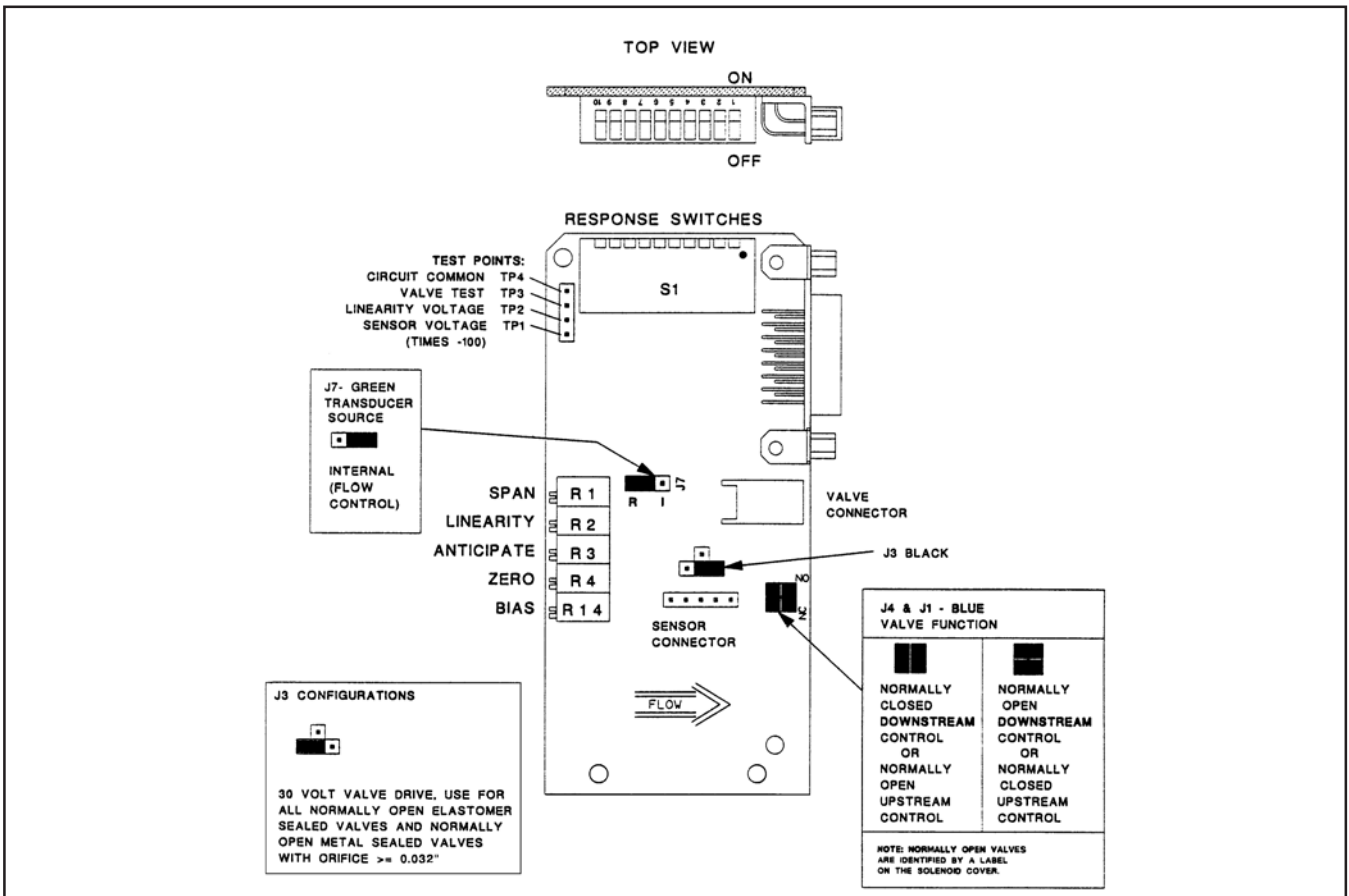 TOP VIEW
ON
10 9 8 7 6 5 4 3 2 1
OFF
RESPONSE SWITCHES
S1
TEST POINTS:
CIRCUIT COMMON TP4
VALVE TEST TP3
LINEARITY VOLTAGE TP2
SENSOR VOLTAGE TP1
(TIMES -100)
J7- GREEN
TRANSDUCER
SOURCE
INTERNAL
(FLOW
CONTROL)
J7
R I
SPAN R 1
LINEARITY R 2
ANTICIPATE R 3
ZERO R 4
BIAS R 1 4
VALVE
CONNECTOR
J3 BLACK
NO
NC
SENSOR
CONNECTOR
FLOW
J3 CONFIGURATIONS
30 VOLT VALVE DRIVE, USE FOR
ALL NORMALLY OPEN ELASTOMER
SEALED VALVES AND NORMALLY
OPEN METAL SEALED VALVES
WITH ORIFICE >= 0.032"
J4 & J1 - BLUE
VALVE FUNCTION
NORMALLY
CLOSED
DOWNSTREAM
CONTROL
OR
NORMALLY
OPEN
UPSTREAM
CONTROL
NORMALLY
OPEN
DOWNSTREAM
CONTROL
OR
NORMALLY
CLOSED
UPSTREAM
CONTROL
NOTE: NORMALLY OPEN VALVES
ARE IDENTIFIED BY A LABEL
ON THE SOLENOID COVER.